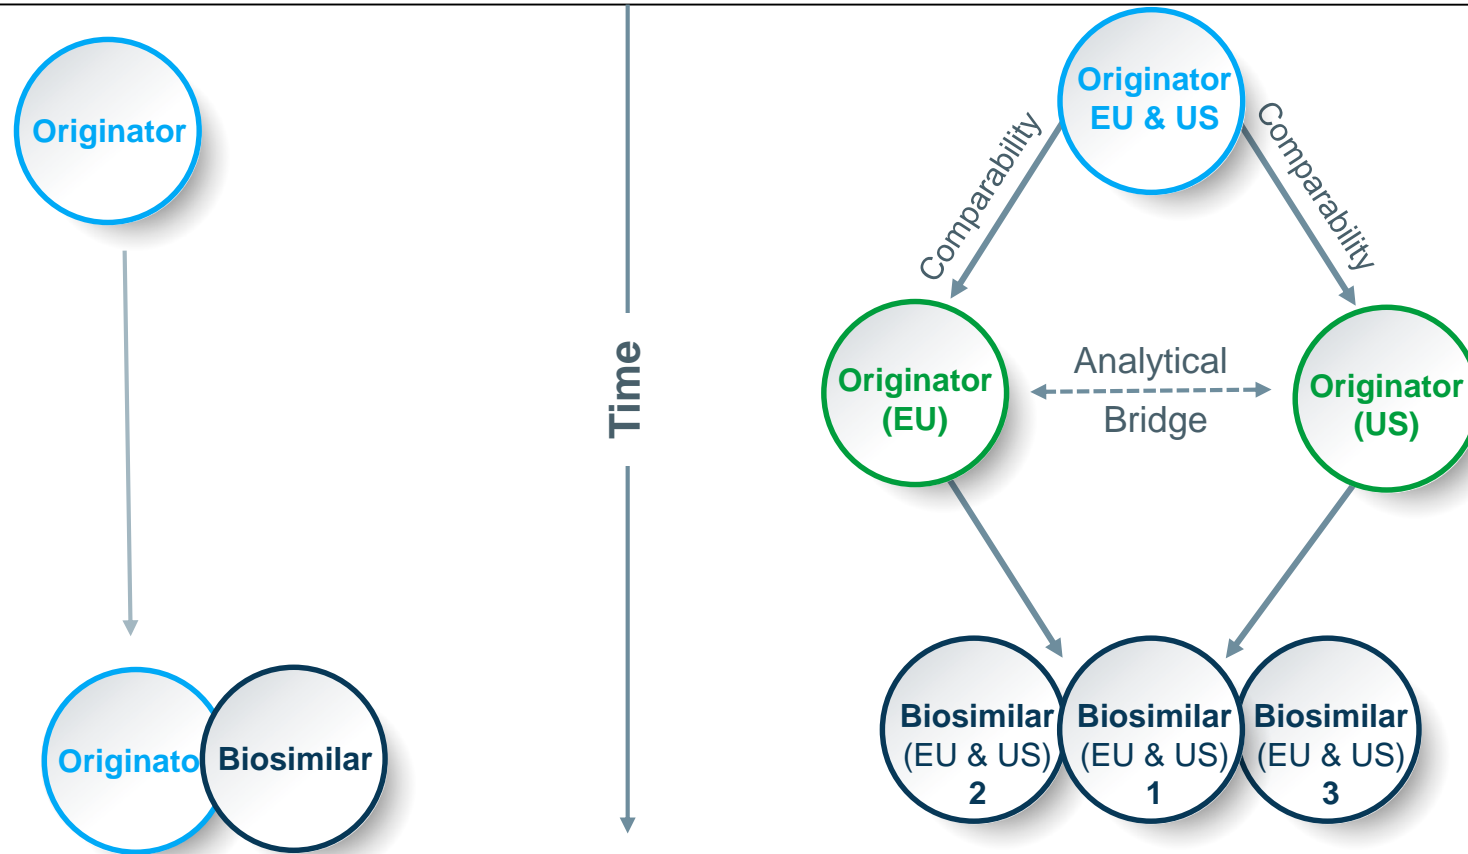 Originator
Originato
Biosimilar
Time
Originator
EU & US
Comparability
Comparability
Originator
(EU)
Analytical
Bridge
Originator
(US)
Biosimilar
(EU & US)
2
Biosimilar
(EU & US)
1
Biosimilar
(EU & US)
3